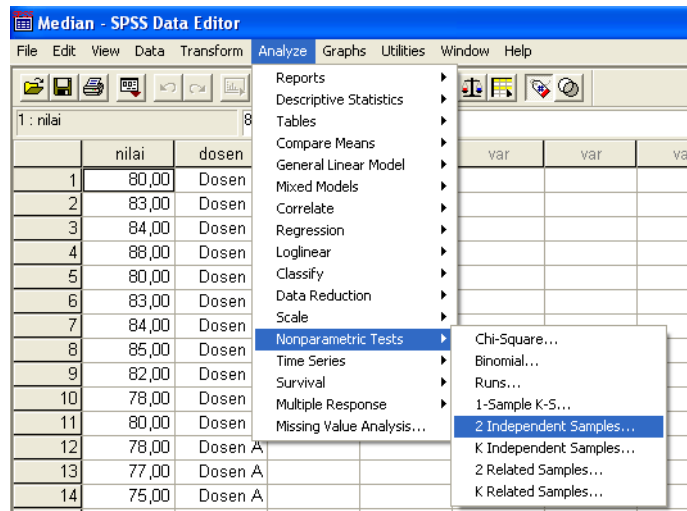 Median - SPSS Data Editor
File Edit View Data Transform Analyze Graphs Utilities Window Help
1 : nilai 8
nilai dosen var var va
1 80,00 Dosen
2 83,00 Dosen
3 84,00 Dosen
4 88,00 Dosen
5 80,00 Dosen
6 83,00 Dosen
7 84,00 Dosen
8 85,00 Dosen
9 82,00 Dosen
10 78,00 Dosen
11 80,00 Dosen
12 78,00 Dosen A
13 77,00 Dosen A
14 75,00 Dosen A
Reports
Descriptive Statistics
Tables
Compare Means
General Linear Model
Mixed Models
Correlate
Regression
Loglinear
Classify
Data Reduction
Scale
Nonparametric Tests
Time Series
Survival
Multiple Response
Missing Value Analysis...
Chi-Square...
Binomial...
Runs...
1-Sample K-S...
2 Independent Samples...
K Independent Samples...
2 Related Samples...
K Related Samples...